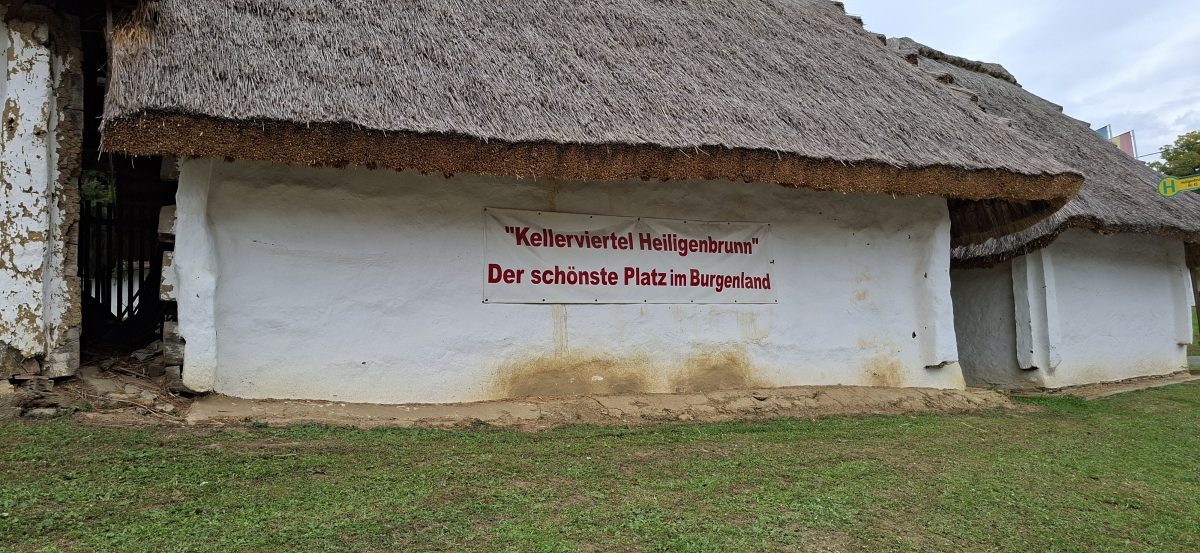 "Kellerviertel Heiligenbrunn"
Der schönste Platz im Burgenland
H